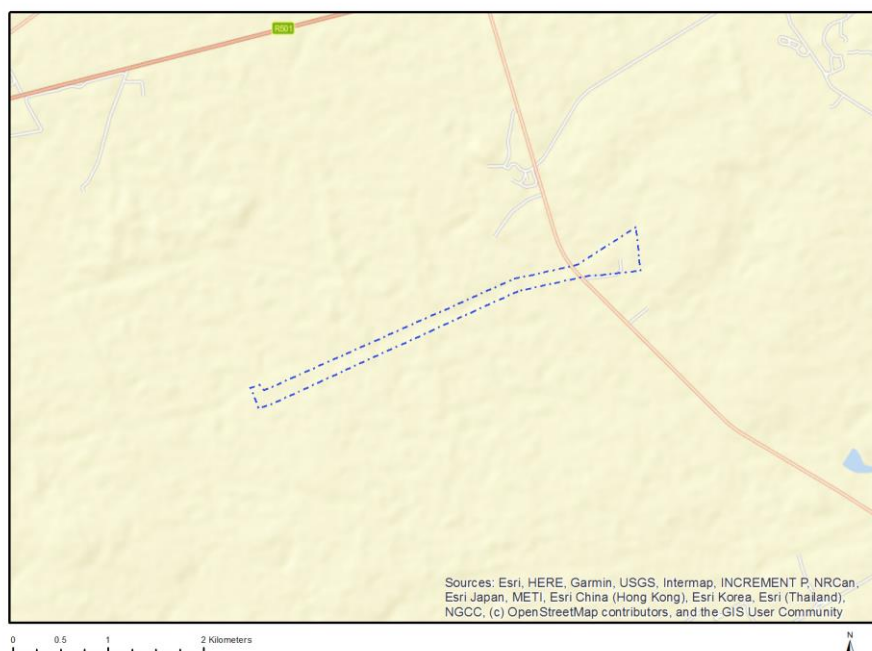 R501
Sources: Esri, HERE, Garmin, USGS, Intermap, INCREMENT P, NRCan,
Esri Japan, METI, Esri China (Hong Kong), Esri Korea, Esri (Thailand),
NGCC, (c) OpenStreetMap contributors, and the GIS User Community
0 0.5 1 2 Kilometers
N